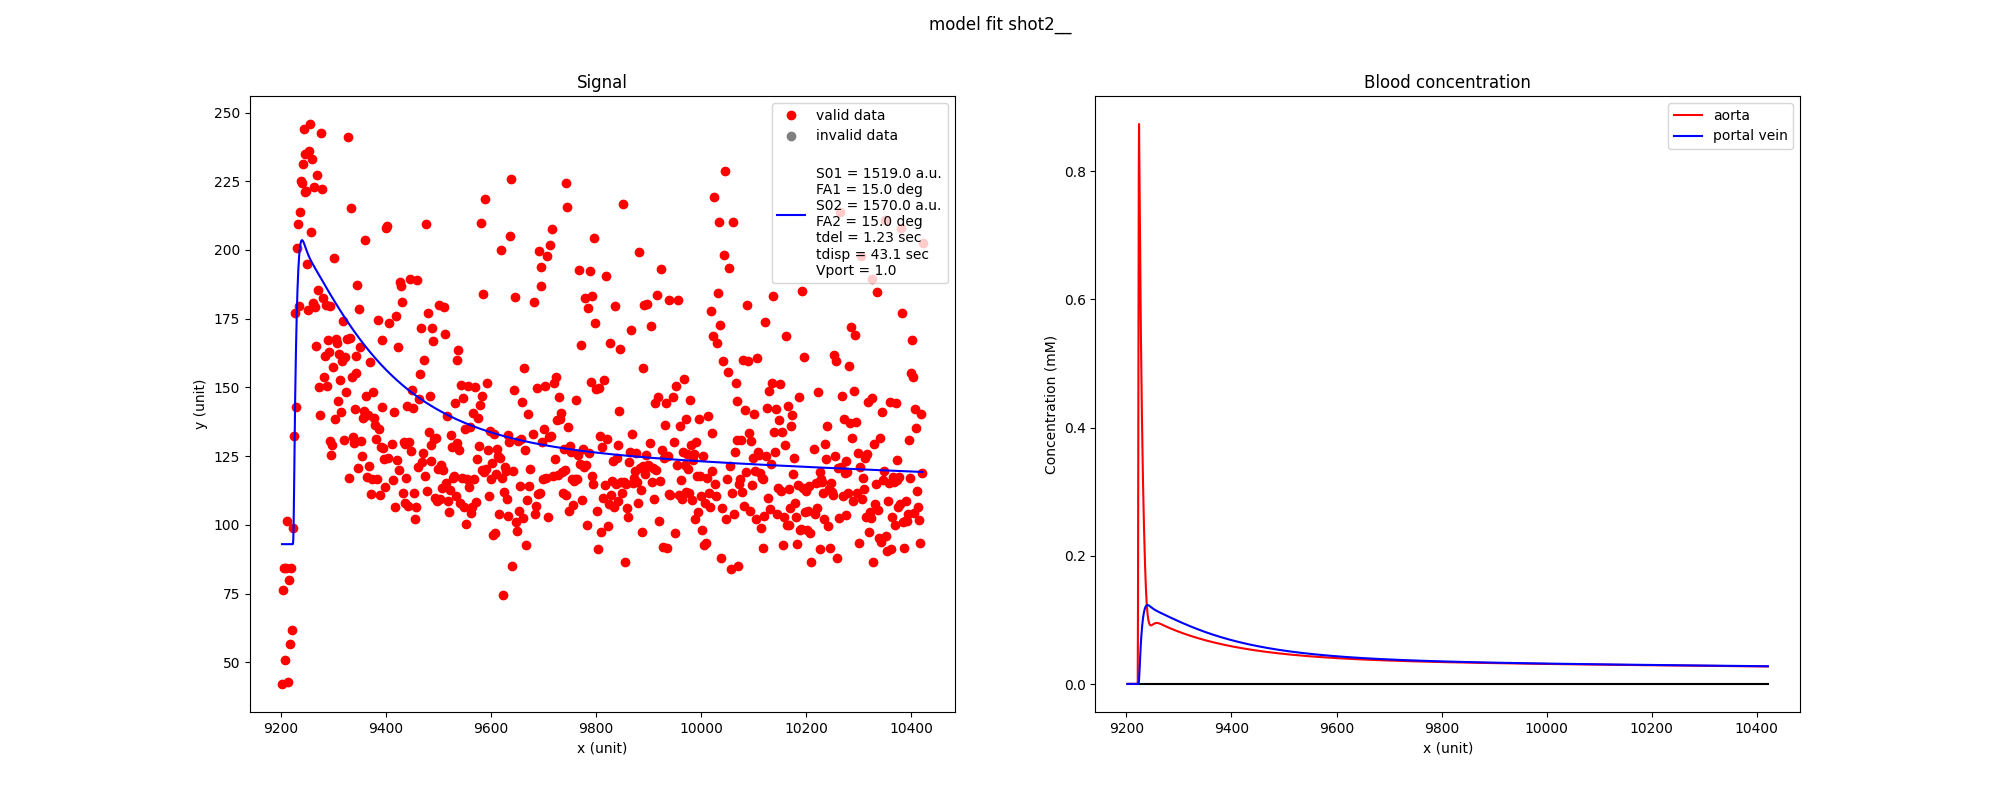 model fit shot2__
Signal
250
225
200
175
150
125
100
75
50
y (unit)
9200 9400 9600 9800 10000 10200 10400
x (unit)
valid data
invalid data
S01 = 1519.0 a.u.
FA1 = 15.0 deg
S02 = 1570.0 a.u.
FA2 = 15.0 deg
tdel = 1.23 sec
tdisp = 43.1 sec
Vport = 1.0
Blood concentration
0.8
0.6
0.4
0.2
0.0
Concentration (mM)
9200 9400 9600 9800 10000 10200 10400
x (unit)
aorta
portal vein